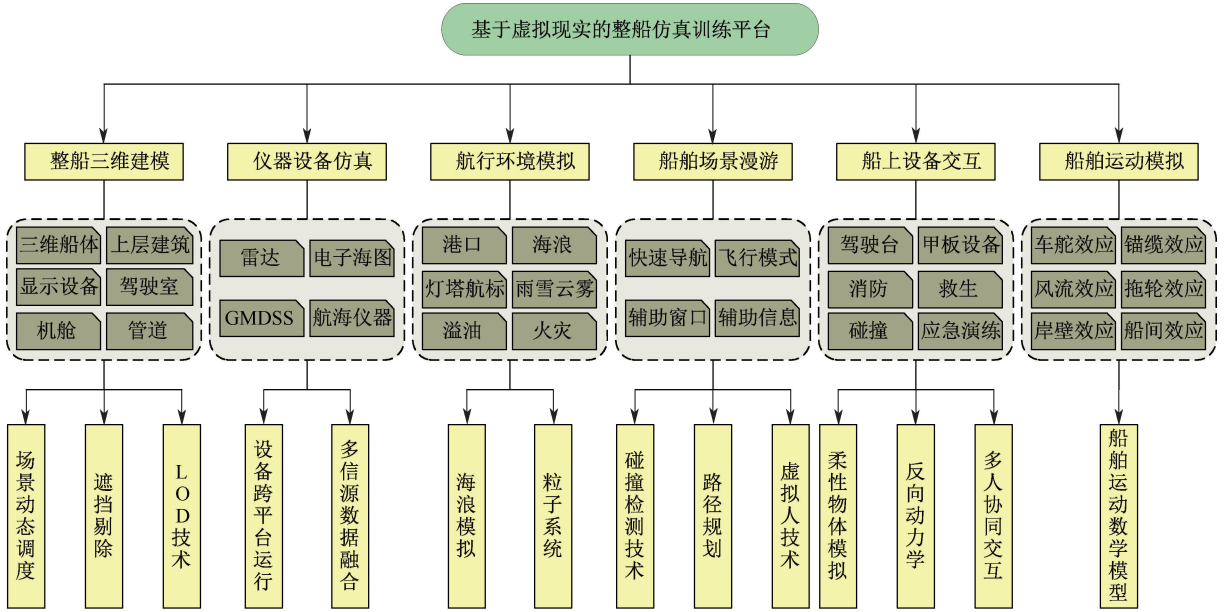 基于虚拟现实的整船仿真训练平台
整船三维建模
仪器设备仿真
航行环境模拟
船舶场景漫游
船上设备交互
船舶运动模拟
三维船体 上层建筑
显示设备 驾驶室
机舱 管道
雷达 电子海图
GMDSS 航海仪器
港口 海浪
灯塔航标 雨雪云雾
溢油 火灾
快速导航 飞行模式
辅助窗口 辅助信息
驾驶台 甲板设备
消防 救生
碰撞 应急演练
车舵效应 锚缆效应
风流效应 拖轮效应
岸壁效应 船间效应
场景动态调度
遮挡剔除
LOD技术
设备跨平台运行
多信源数据融合
海浪模拟
粒子系统
碰撞检测技术
路径规划
虚拟人技术
柔性物体模拟
反向动力学
多人协同交互
船舶运动数学模型